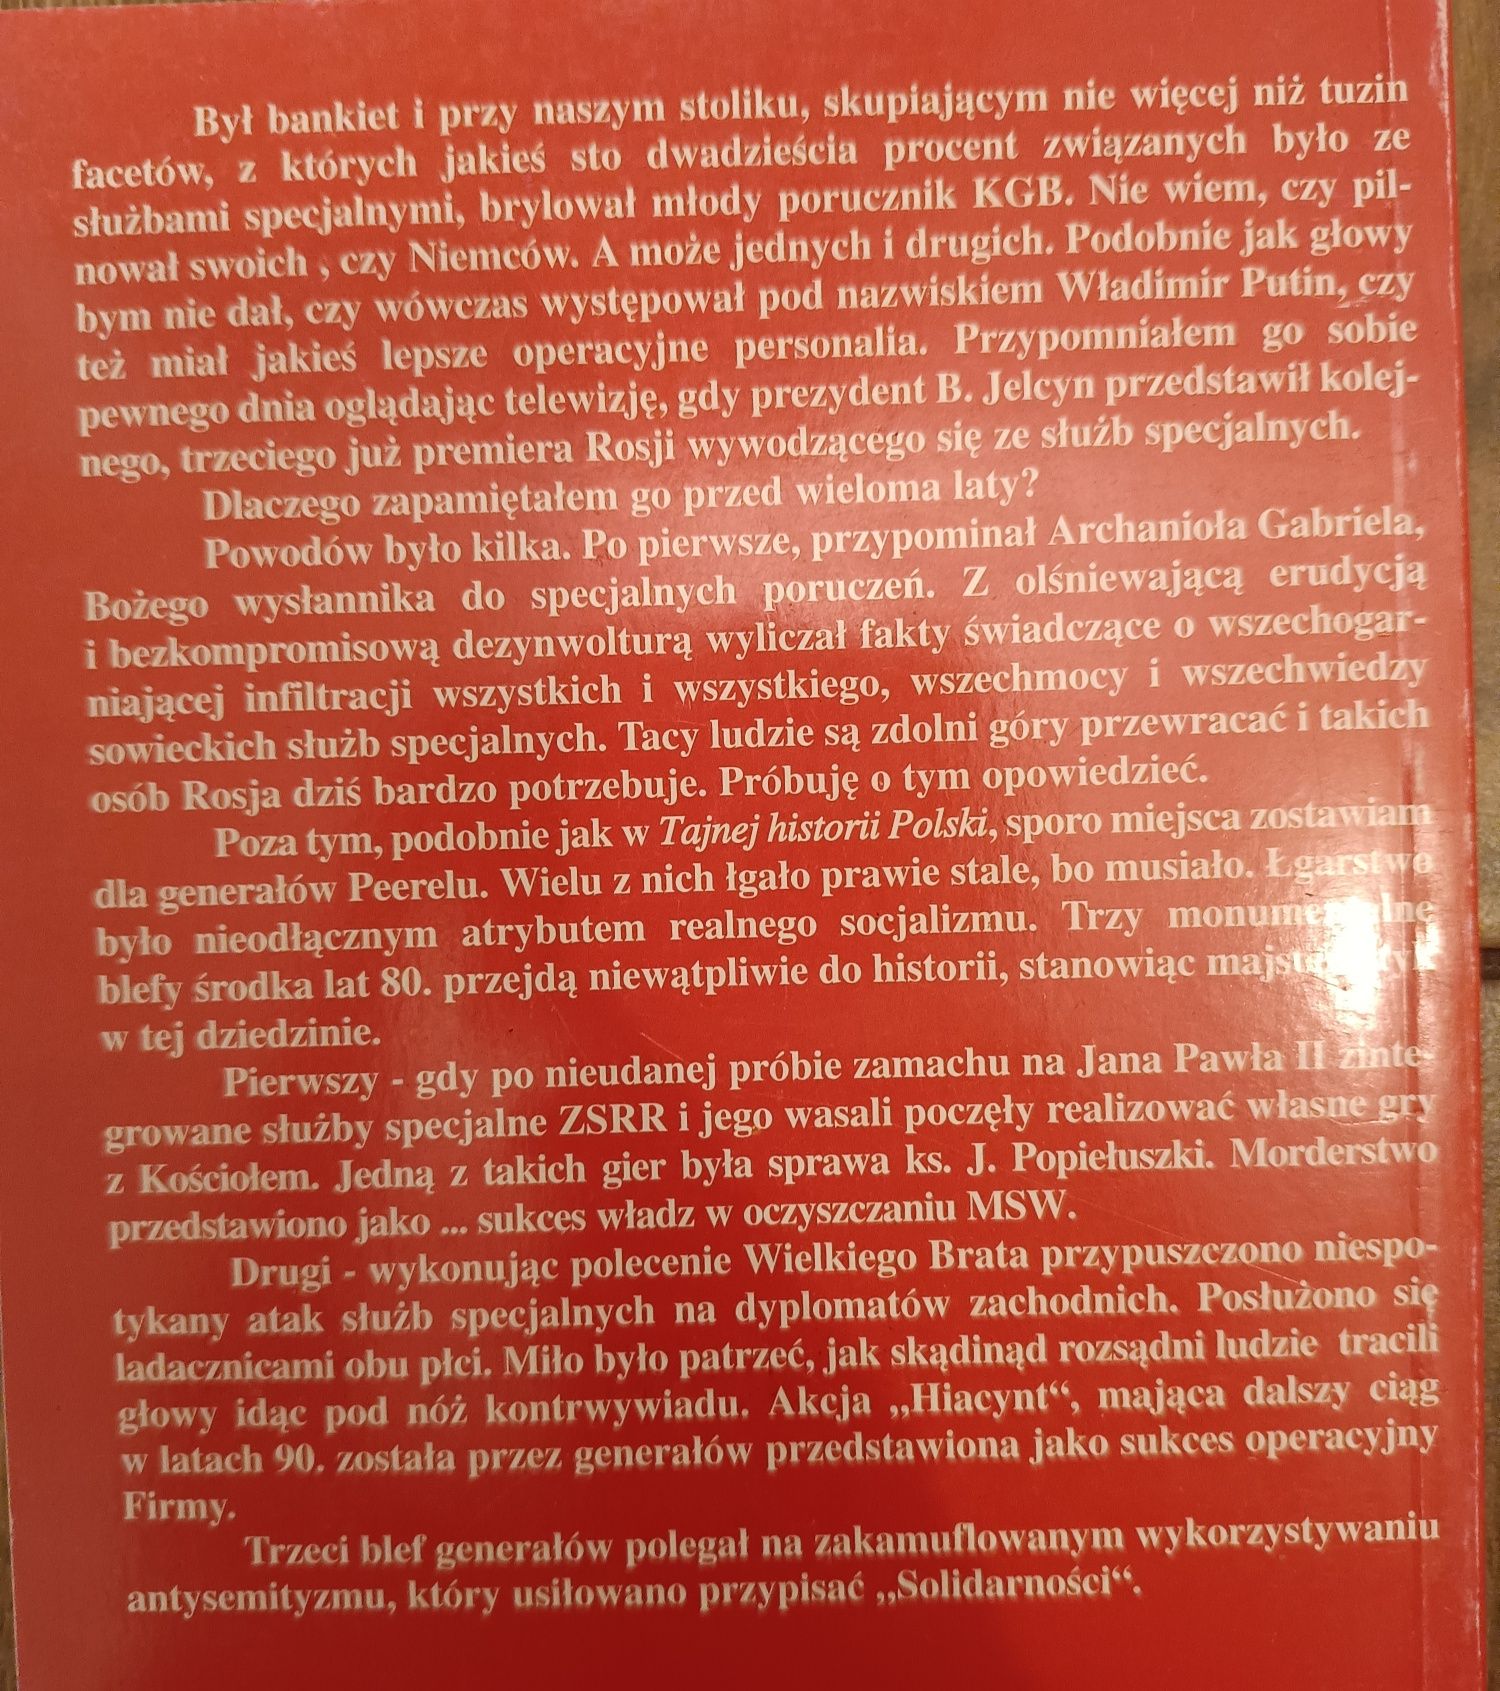 Był bankiet i przy naszym stoliku, skupiającym nie więcej niż tuzin
facetów, z których jakieś sto dwadzieścia procent związanych było ze
służbami specjalnymi, brylował młody porucznik KGB. Nie wiem, czy pil-
nował swoich , czy Niemców. A może jednych i drugich. Podobnie jak głowy
bym nie dał, czy wówczas występował pod nazwiskiem Władimir Putin, czy
też miał jakieś lepsze operacyjne personalia. Przypomniałem go sobie
pewnego dnia oglądając telewizję, gdy prezydent B. Jelcyn przedstawił kolej-
nego, trzeciego już premiera Rosji wywodzącego się ze służb specjalnych.
Dlaczego zapamiętałem go przed wieloma laty?
Powodów było kilka. Po pierwsze, przypominał Archanioła Gabriela,
Bożego wysłannika do specjalnych poruczeń. Z olśniewającą erudycją
i bezkompromisową dezynwolturą wyliczał fakty świadczące o wszechogar-
niającej infiltracji wszystkich i wszystkiego, wszechmocy i wszechwiedzy
sowieckich służb specjalnych. Tacy ludzie są zdolni góry przewracać i takich
osób Rosja dziś bardzo potrzebuje. Próbuję o tym opowiedzieć.
Poza tym, podobnie jak w Tajnej historii Polski, sporo miejsca zostawiam
dla generałów Peerelu. Wielu z nich łgało prawie stale, bo musiało. Łgarstwo
było nieodłącznym atrybutem realnego socjalizmu. Trzy
blefy środka lat 80. przejdą niewątpliwie do historii, stanowiąc
w tej dziedzinie.
Pierwszy - gdy po nieudanej próbie zamachu na Jana Pawła II zinte-
growane służby specjalne ZSRR i jego wasali poczęły realizować własne gry
z Kościołem. Jedną z takich gier była sprawa ks. J. Popiełuszki. Morderstwo
przedstawiono jako ... sukces władz w oczyszczaniu MSW.
Drugi - wykonując polecenie Wielkiego Brata przypuszczono niespo-
tykany atak służb specjalnych na dyplomatów zachodnich. Posłużono się
ladacznicami obu płci. Miło było patrzeć, jak skądinąd rozsądni ludzie tracili
głowy idąc pod nóż kontrwywiadu. Akcja „Hiacynt“, mająca dalszy ciąg
w latach 90. została przez generałów przedstawiona jako sukces operacyjny
Firmy.
Trzeci blef generałów polegał na zakamuflowanym wykorzystywaniu
antysemityzmu, który usiłowano przypisać „Solidarności“.